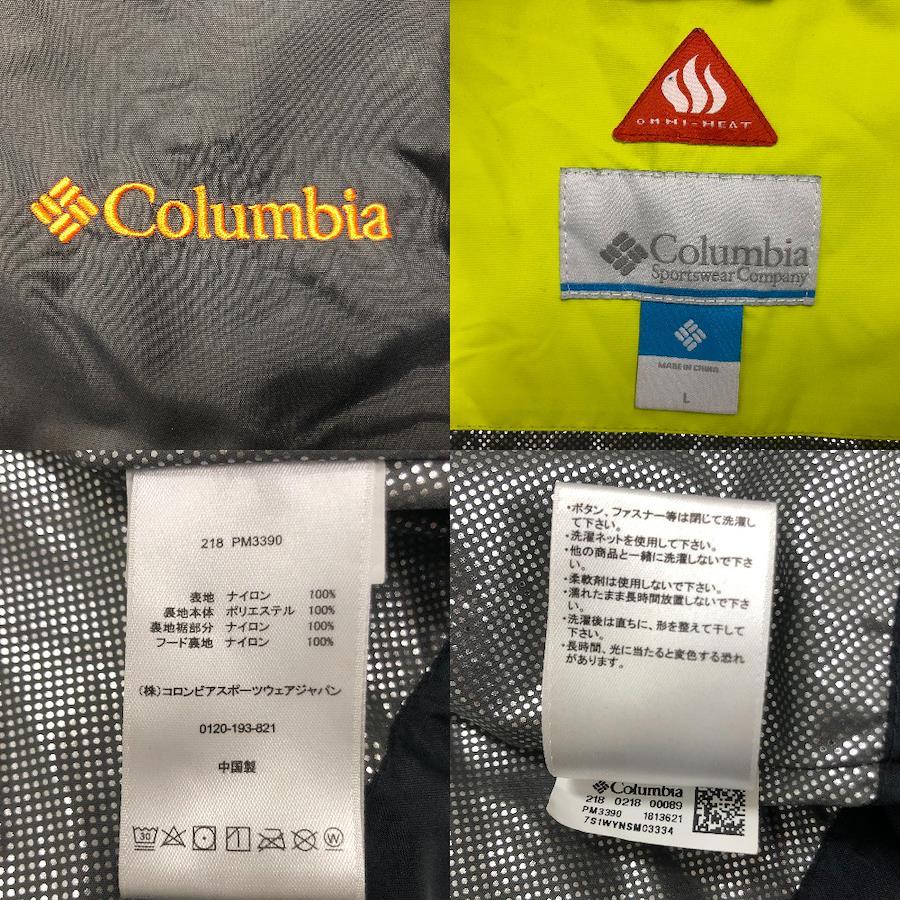 Columbia
OMNI-HEAT
Columbia
Sportswear Company
MADE IN CHINA
L
218 PM3390
表地 ナイロン 100%
裏地本体 ポリエステル 100%
裏地裾部分 ナイロン 100%
フード裏地 ナイロン 100%
(株)コロンビアスポーツウェアジャパン
0120-193-821
中国製
30
W
・ボタン、ファスナー等は閉じて洗濯し
て下さい。
・洗濯ネットを使用して下さい。
・他の商品と一緒に洗濯しないで下さ
い。
・柔軟剤は使用しないで下さい。
・濡れたまま長時間放置しないで下さ
い。
・洗濯後は直ちに、形を整えて干して
下さい。
・長時間、光に当たると変色する恐れ
があります。
Columbia
218 0218 00089
PM3390 1813621
7S1WYNSM03334